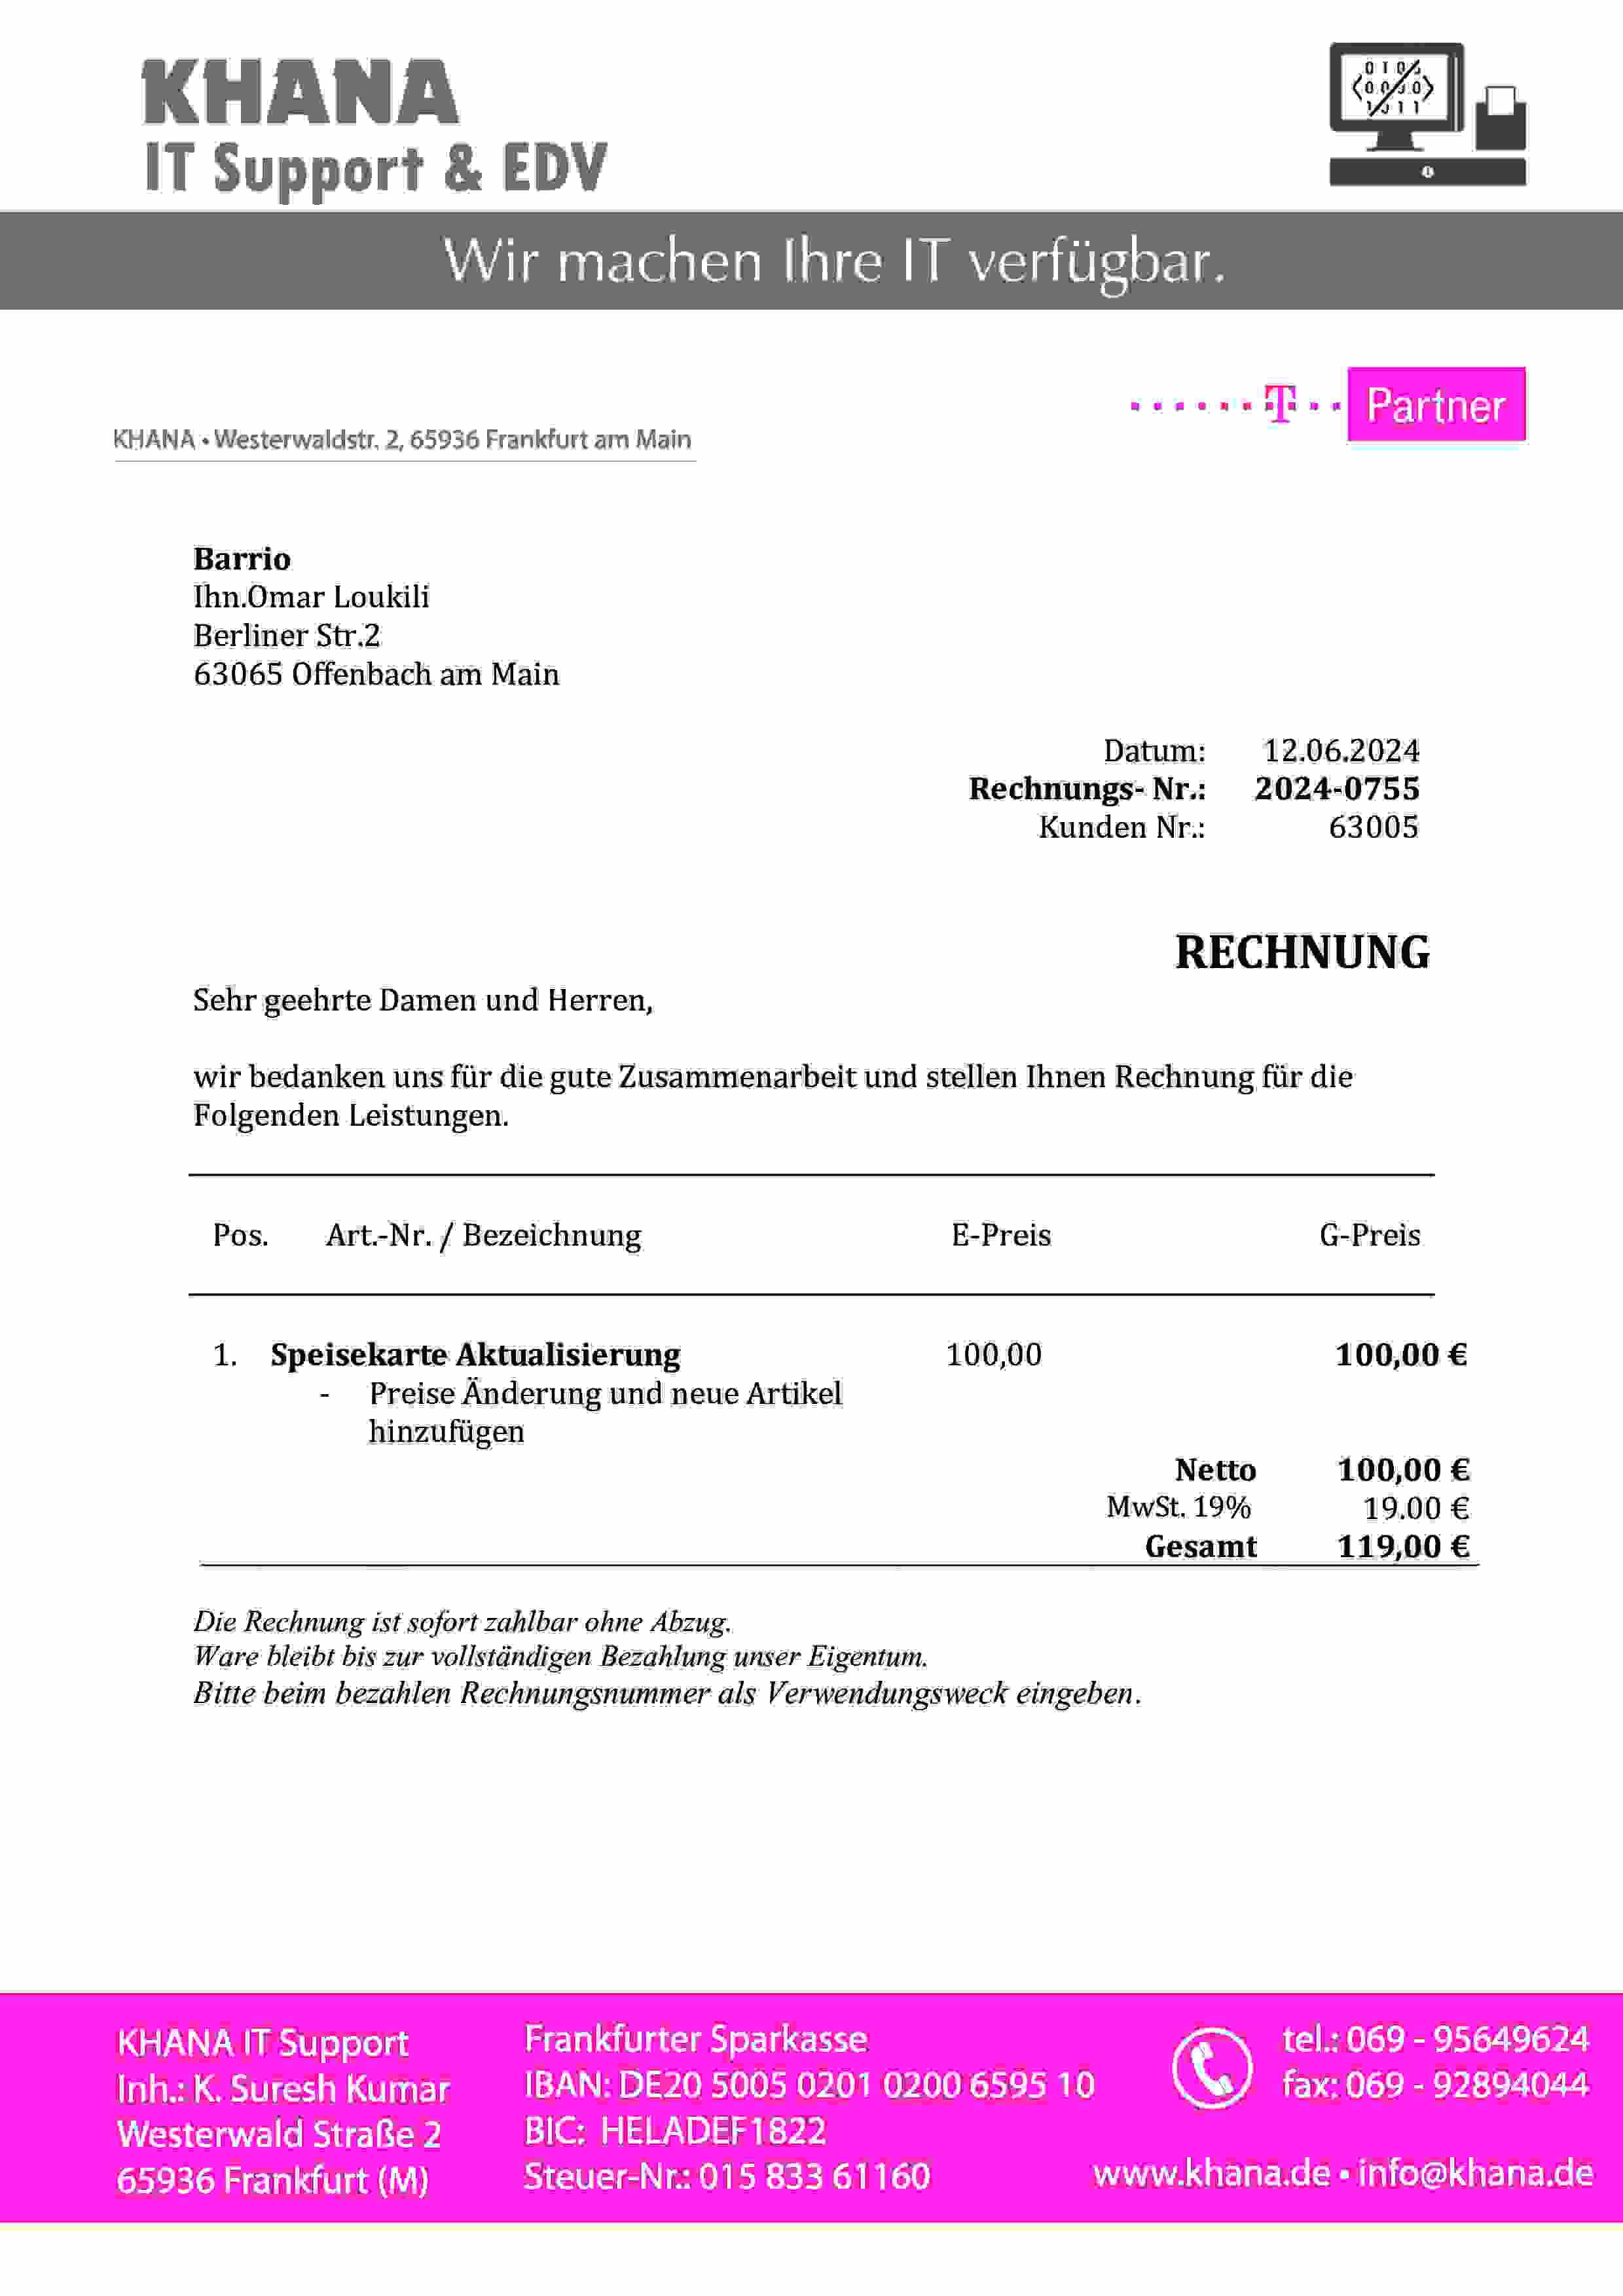 KHANA
IT Support & EDV
Wir machen Ihre IT verfügbar.
T Partner
KHANA • Westerwaldstr. 2, 65936 Frankfurt am Main
Barrio
Ihn.Omar Loukili
Berliner Str.2
63065 Offenbach am Main
Datum: 12.06.2024
Rechnungs- Nr.: 2024-0755
Kunden Nr.: 63005
RECHNUNG
Sehr geehrte Damen und Herren,
wir bedanken uns für die gute Zusammenarbeit und stellen Ihnen Rechnung für die
Folgenden Leistungen.
Pos. Art.-Nr. / Bezeichnung E-Preis G-Preis
1. Speisekarte Aktualisierung 100,00 100,00 €
- Preise Änderung und neue Artikel
hinzufügen
Netto 100,00 €
MwSt. 19% 19.00 €
Gesamt 119,00 €
Die Rechnung ist sofort zahlbar ohne Abzug.
Ware bleibt bis zur vollständigen Bezahlung unser Eigentum.
Bitte beim bezahlen Rechnungsnummer als Verwendungsweck eingeben.
KHANA IT Support
Inh.: K. Suresh Kumar
Westerwald Straße 2
65936 Frankfurt (M)
Frankfurter Sparkasse
IBAN: DE20 5005 0201 0200 6595 10
BIC: HELADEF1822
Steuer-Nr.: 015 833 61160
tel.: 069 - 95649624
fax: 069 - 92894044
www.khana.de • info@khana.de